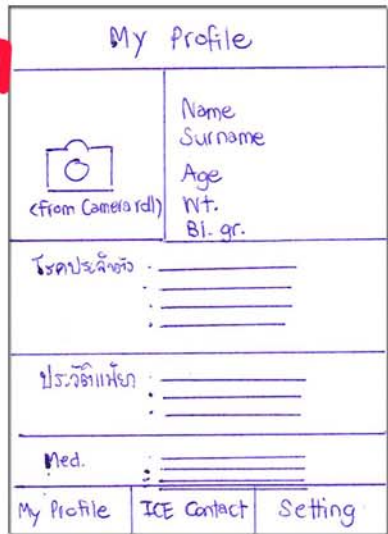 My Profile
Name
Surname
Age
Wt.
Bl. gr.
(From Camera rdl)
โรคประจำตัว
ประวัติแพ้ยา
Med.
My Profile ICE Contact Setting